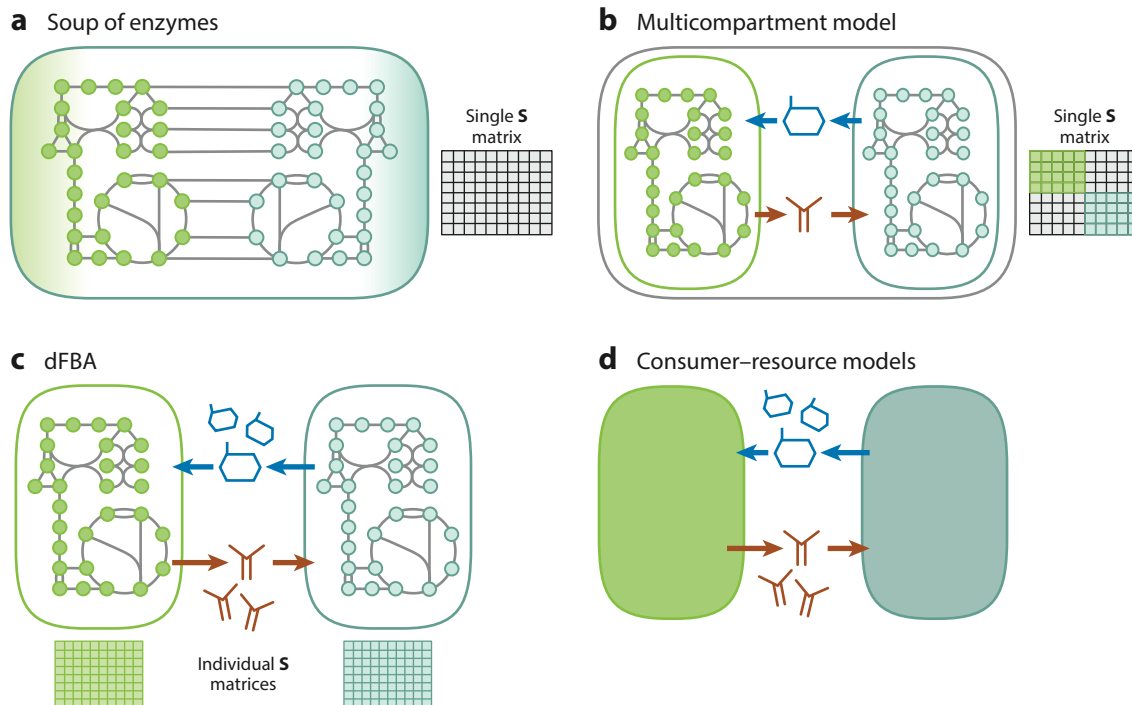 a Soup of enzymes
Single S
matrix
b Multicompartment model
Single S
matrix
c dFBA
Individual S
matrices
d Consumer–resource models